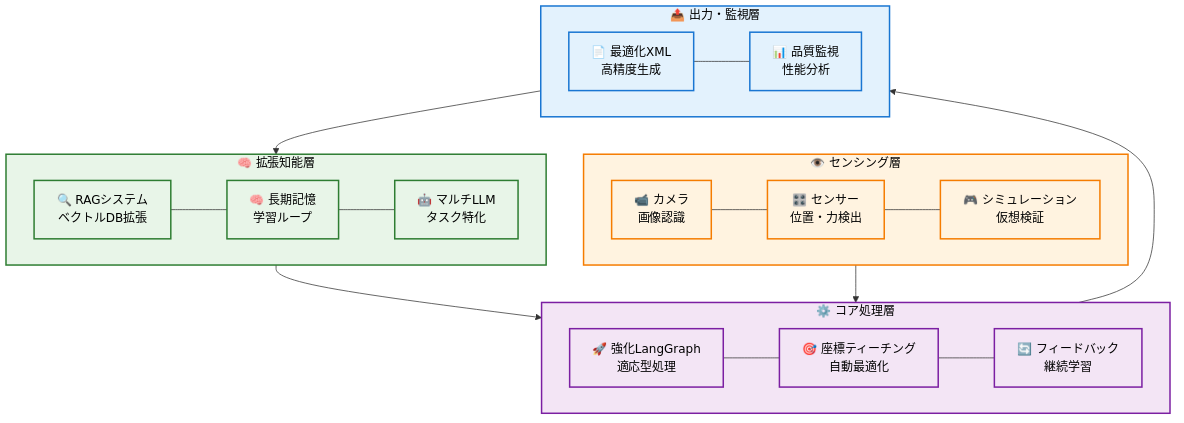 📤 出力・監視層
📄 最適化XML
高精度生成
📊 品質監視
性能分析
🧠 拡張知能層
🔍 RAGシステム
ベクトルDB拡張
🧠 長期記憶
学習ループ
🤖 マルチLLM
タスク特化
👁️ センシング層
📹 カメラ
画像認識
🎛️ センサー
位置・力検出
🎮 シミュレーション
仮想検証
⚙️ コア処理層
🚀 強化LangGraph
適応型処理
🎯 座標ティーチング
自動最適化
🔄 フィードバック
継続学習